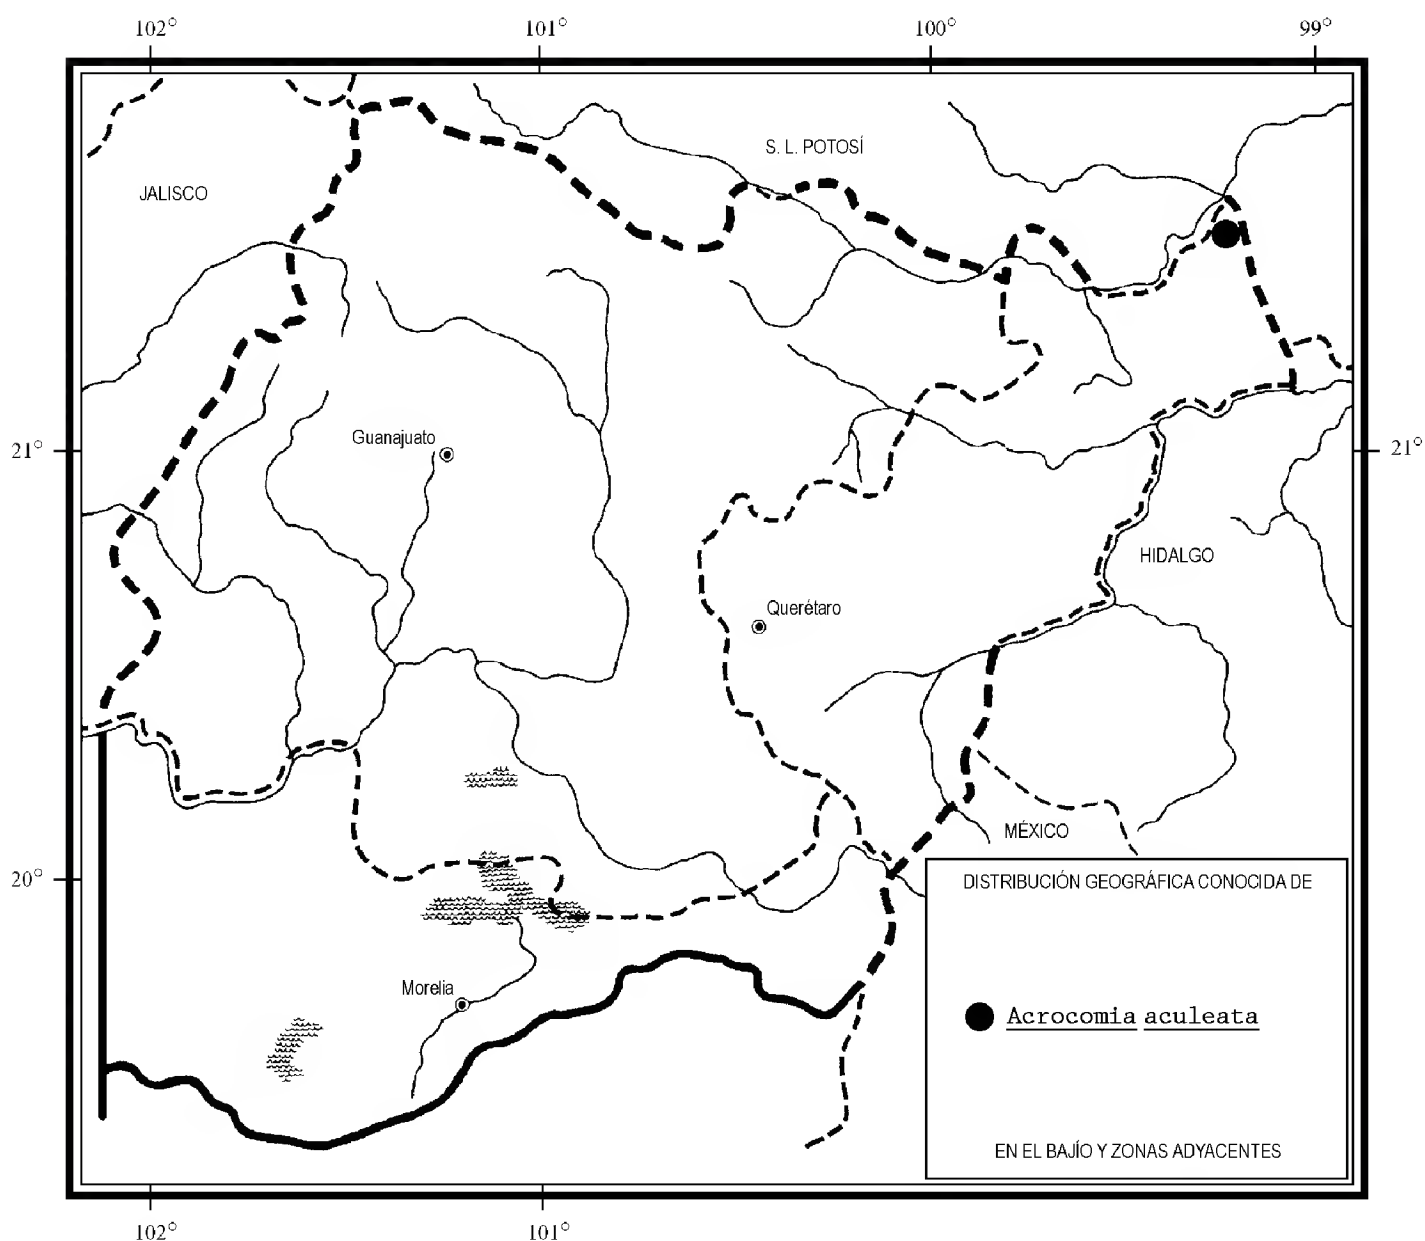 102° 101° 100° 99°
S. L. POTOSÍ
JALISCO
Guanajuato
21° 21°
HIDALGO
Querétaro
MÉXICO
20°
DISTRIBUCIÓN GEOGRÁFICA CONOCIDA DE
Morelia
Acrocomia aculeata
EN EL BAJÍO Y ZONAS ADYACENTES
102° 101°